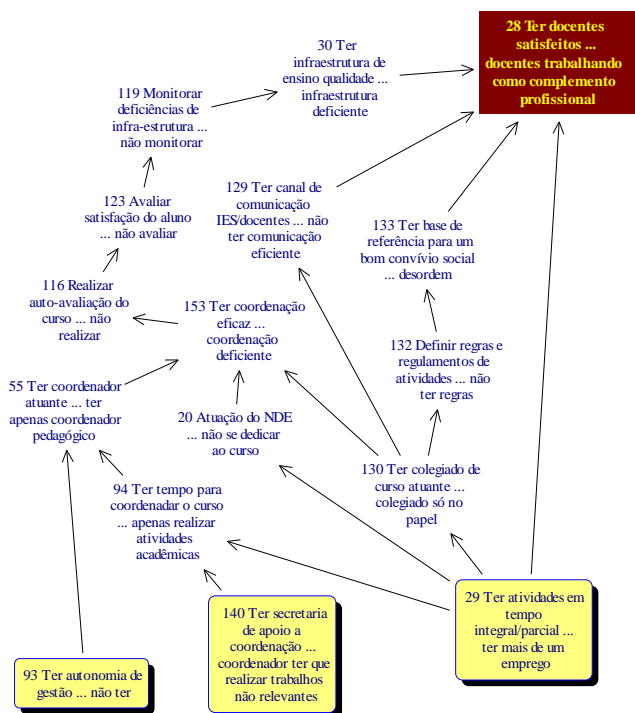 28 Ter docentes
satisfeitos ...
docentes trabalhando
como complemento
profissional
30 Ter
infraestrutura de
ensino qualidade ...
infraestrutura
deficiente
119 Monitorar
deficiências de
infra-estrutura ...
não monitorar
129 Ter canal de
comunicação
IES/docentes ... não
ter comunicação
eficiente
123 Avaliar
satisfação do aluno
... não avaliar
133 Ter base de
referência para um
bom convívio social
... desordem
116 Realizar
auto-avaliação do
curso ... não
realizar
153 Ter coordenação
eficaz ...
coordenação
deficiente
132 Definir regras e
regulamentos de
atividades ... não
ter regras
55 Ter coordenador
atuante ... ter
apenas coordenador
pedagógico
20 Atuação do NDE
... não se dedicar
ao curso
130 Ter colegiado de
curso atuante ...
colegiado só no
papel
94 Ter tempo para
coordenadar o curso
... apenas realizar
atividades
acadêmicas
29 Ter atividades em
tempo
integral/parcial ...
ter mais de um
emprego
140 Ter secretaria
de apoio a
coordenação ...
coordenador ter que
realizar trabalhos
não relevantes
93 Ter autonomia de
gestão ... não ter